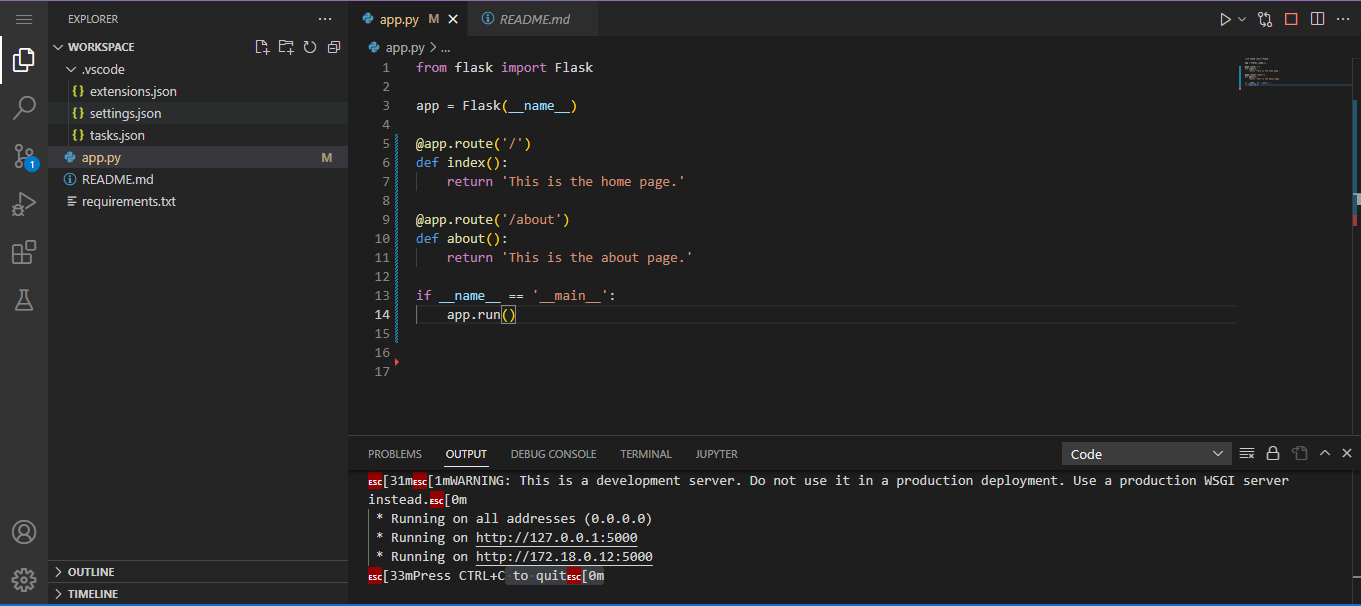 EXPLORER
WORKSPACE
.vscode
{} extensions.json
{} settings.json
{} tasks.json
app.py M
README.md
requirements.txt
OUTLINE
TIMELINE
1
app.py M
README.md
app.py > ...
1 from flask import Flask
2
3 app = Flask(__name__)
4
5 @app.route('/')
6 def index():
7 return 'This is the home page.'
8
9 @app.route('/about')
10 def about():
11 return 'This is the about page.'
12
13 if __name__ == '__main__':
14 app.run()
15
16
17
PROBLEMS OUTPUT DEBUG CONSOLE TERMINAL JUPYTER
Code
ESC[31mESC[1mWARNING: This is a development server. Do not use it in a production deployment. Use a production WSGI server
instead.ESC[0m
* Running on all addresses (0.0.0.0)
* Running on http://127.0.0.1:5000
* Running on http://172.18.0.12:5000
ESC[33mPress CTRL+C to quitESC[0m